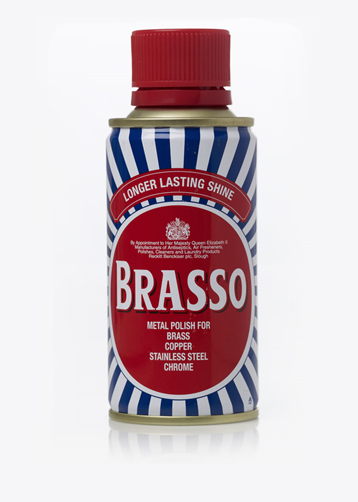 LONGER LASTING SHINE
By Appointment to Her Majesty Queen Elizabeth II
Manufacturers of Antiseptics, Air Fresheners,
Polishes, Cleaners and Laundry Products
Reckitt Benckiser plc, Slough
BRASSO
METAL POLISH FOR
BRASS
COPPER
STAINLESS STEEL
CHROME